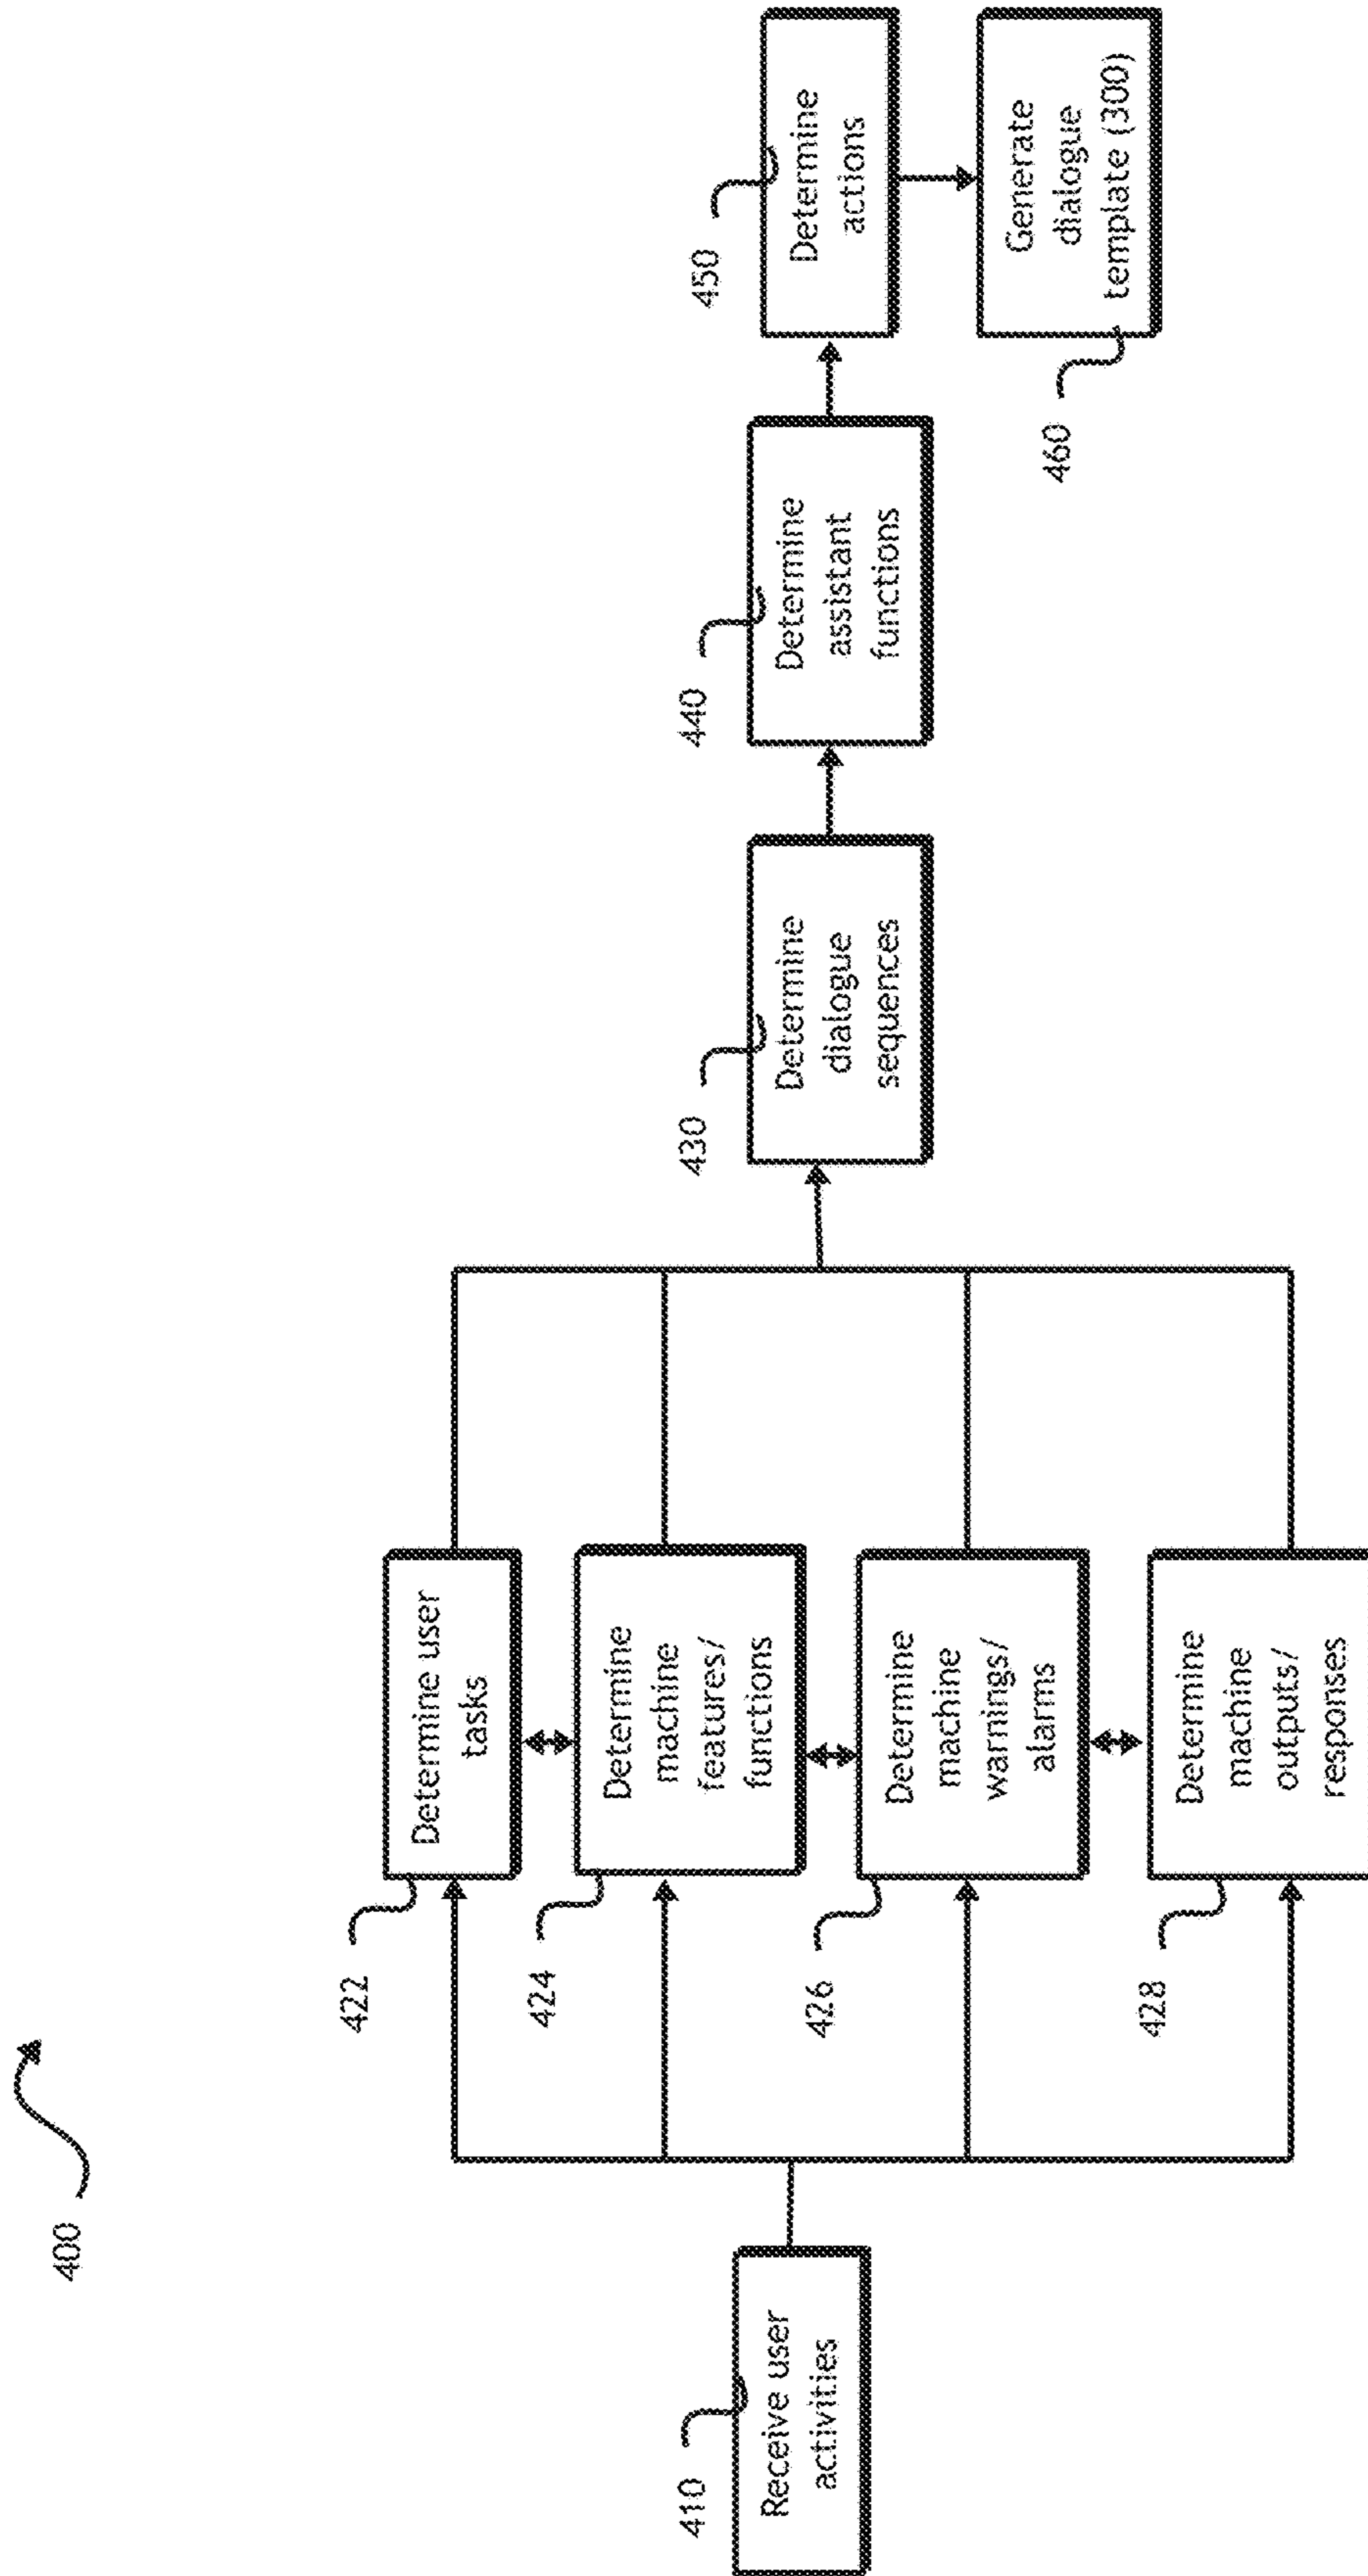 400
410
Receive user
activities
422
Determine user
tasks
424
Determine
machine
features/
functions
426
Determine
machine
warnings/
alarms
428
Determine
machine
outputs/
responses
430
Determine
dialogue
sequences
440
Determine
assistant
functions
450
Determine
actions
460
Generate
dialogue
template (300)